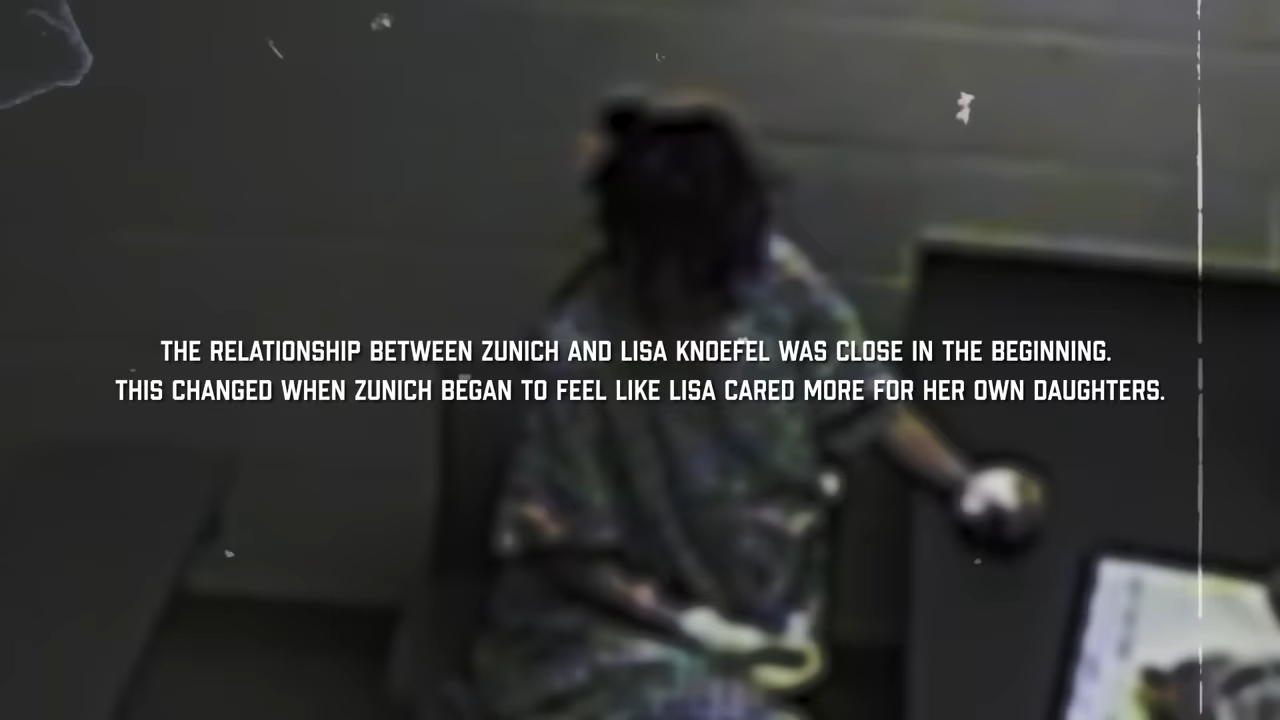 THE RELATIONSHIP BETWEEN ZUNICH AND LISA KNOEFEL WAS CLOSE IN THE BEGINNING.
THIS CHANGED WHEN ZUNICH BEGAN TO FEEL LIKE LISA CARED MORE FOR HER OWN DAUGHTERS.